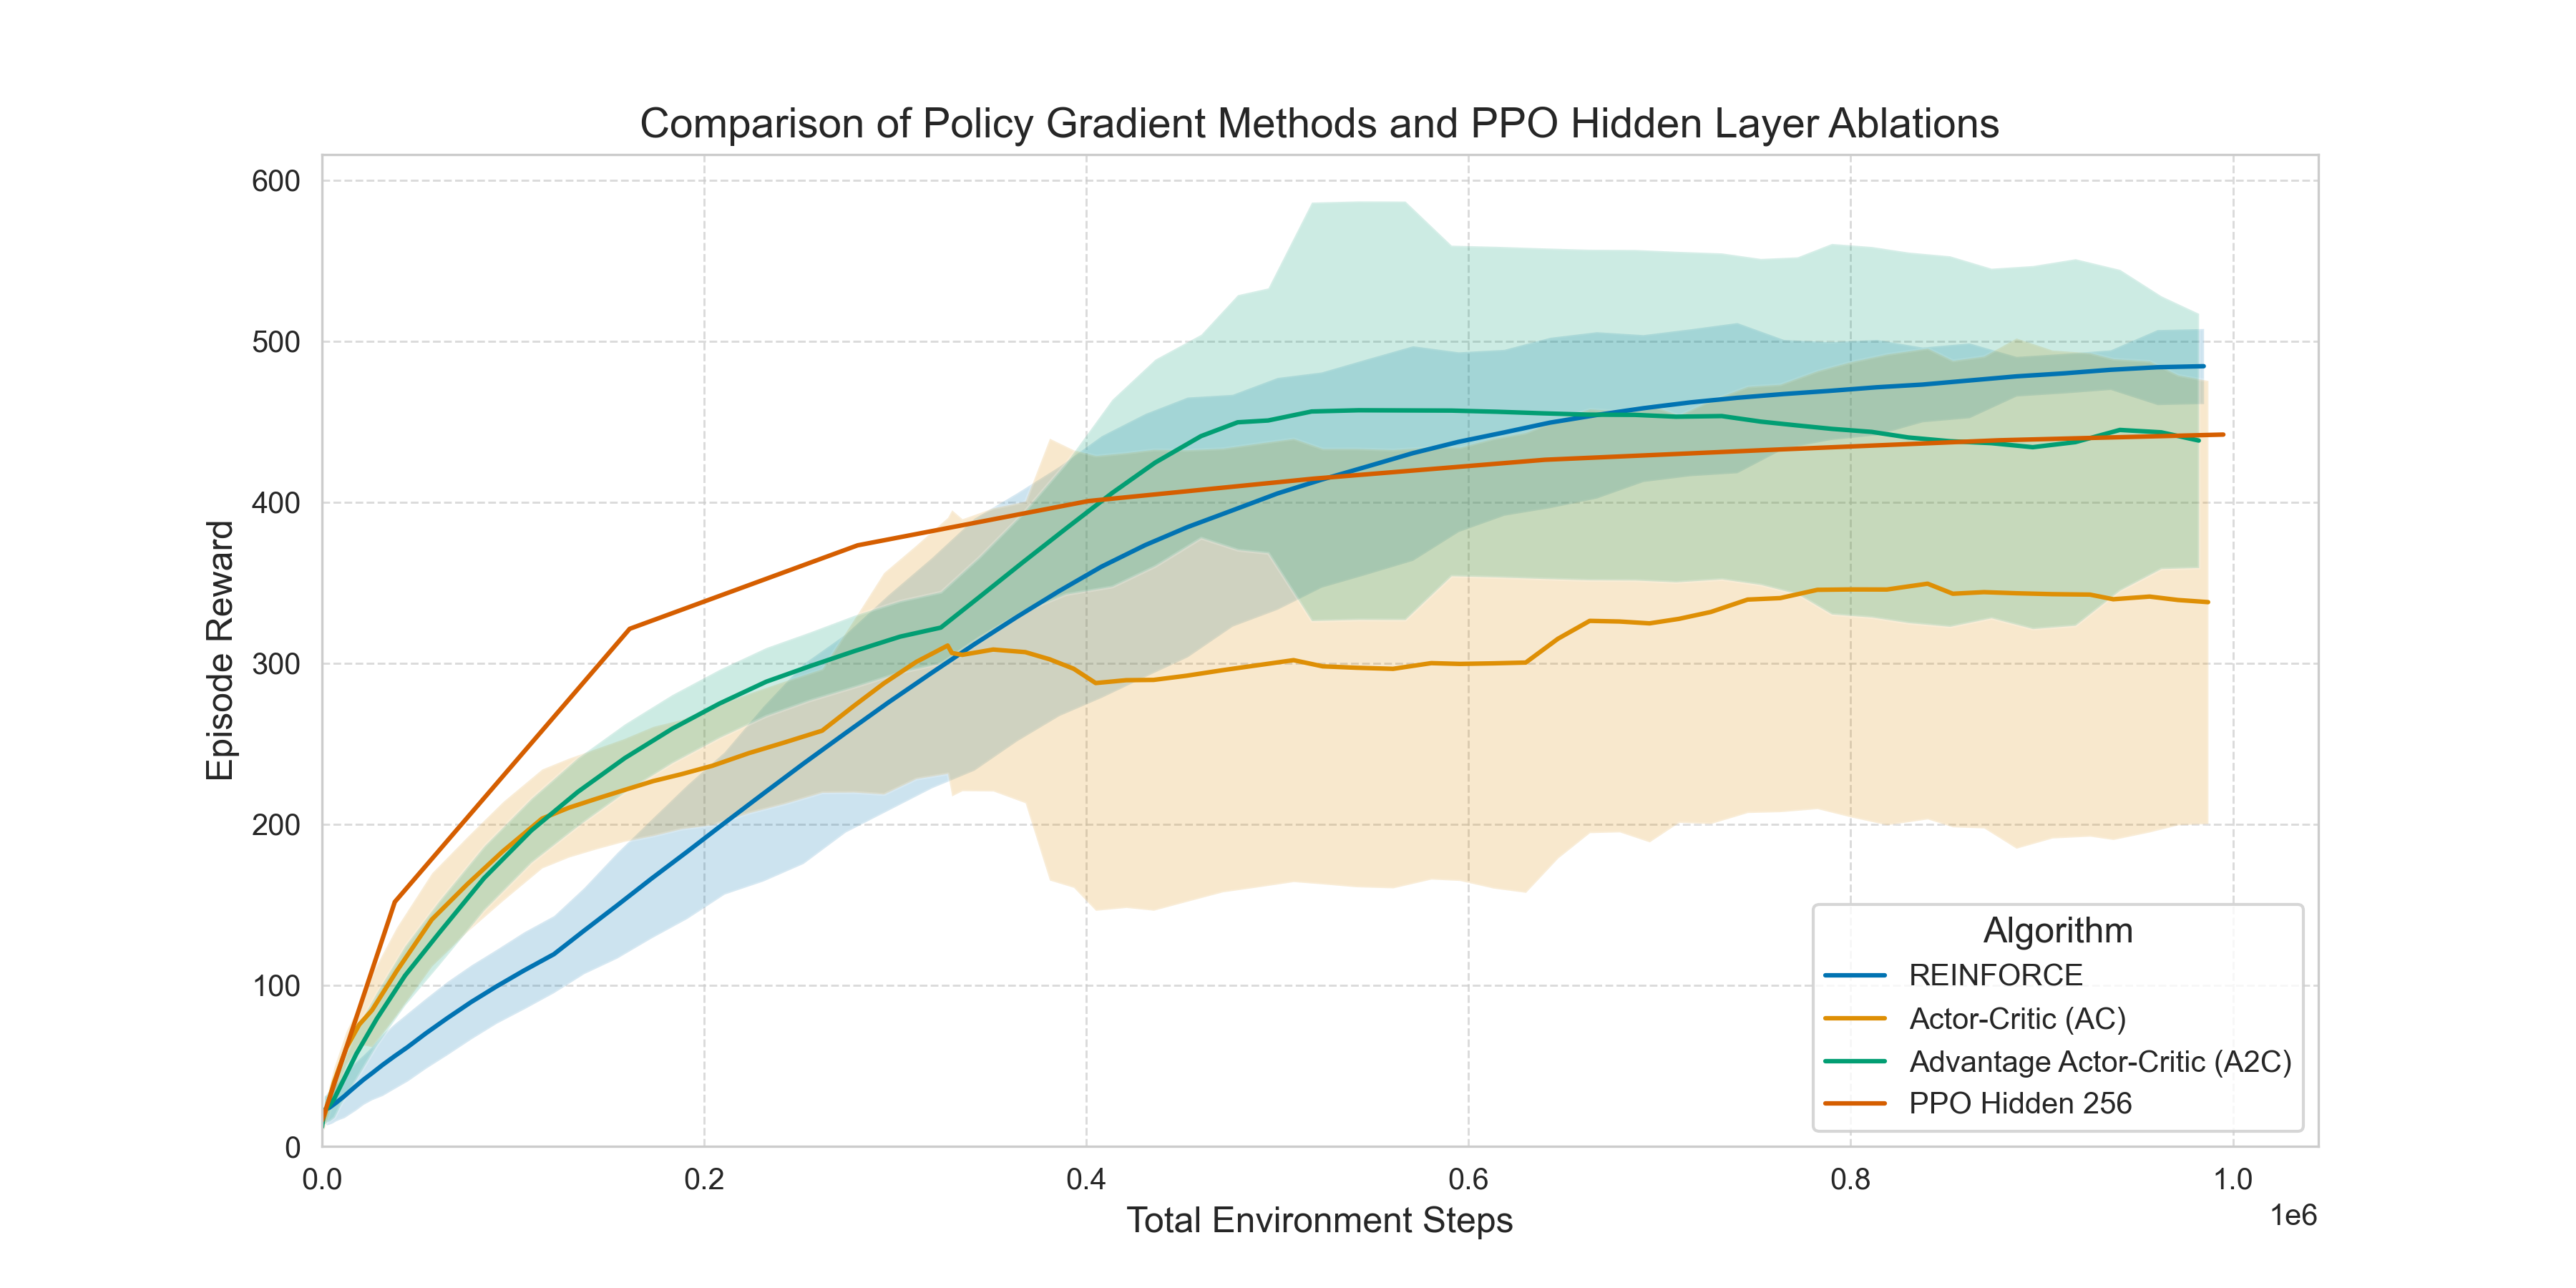 Comparison of Policy Gradient Methods and PPO Hidden Layer Ablations
600
500
400
300
200
100
0
Episode Reward
0.0 0.2 0.4 0.6 0.8 1.0
1e6
Total Environment Steps
Algorithm
REINFORCE
Actor-Critic (AC)
Advantage Actor-Critic (A2C)
PPO Hidden 256